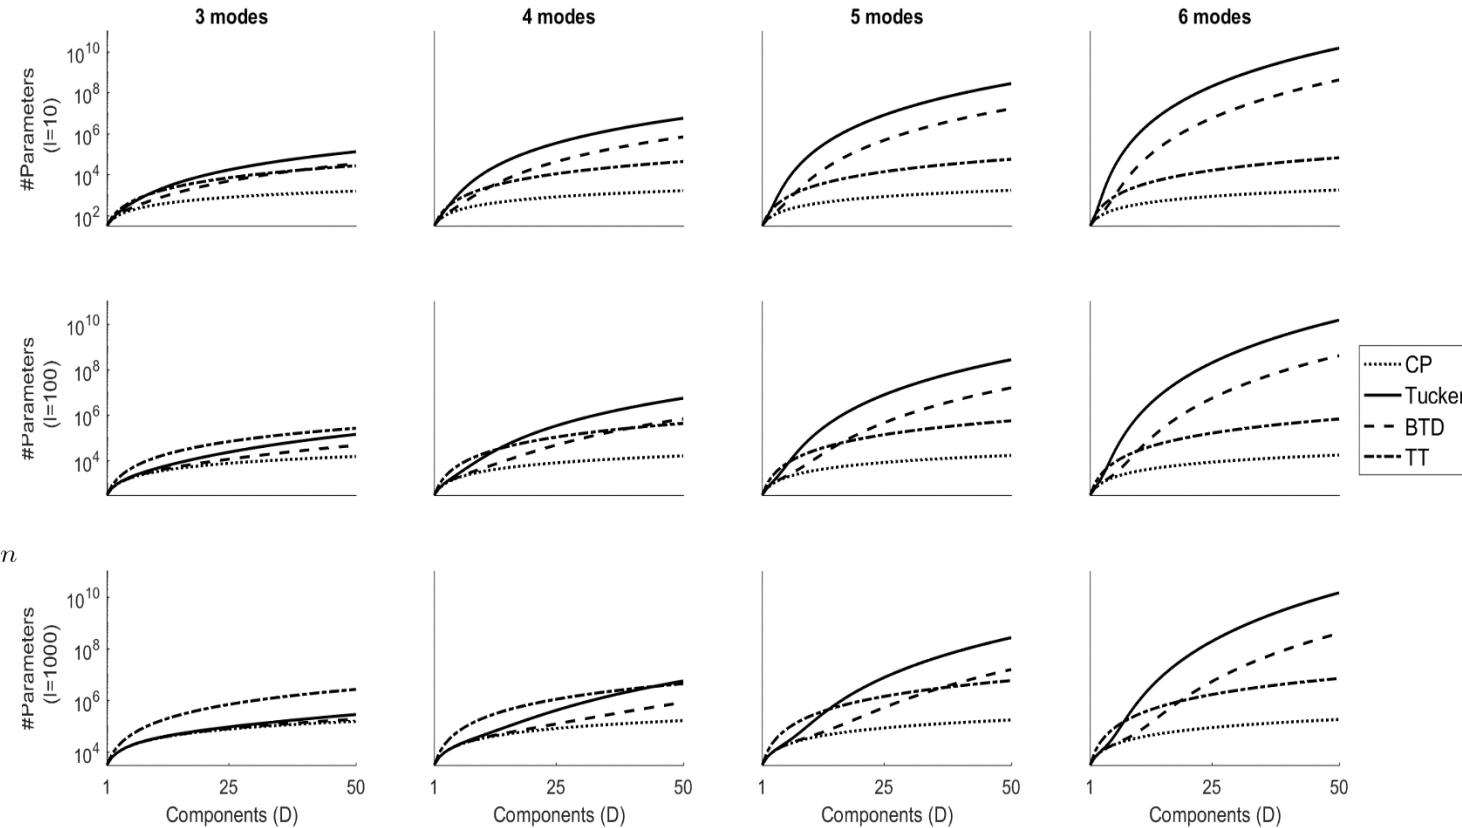 3 modes
4 modes
5 modes
6 modes
#Parameters
(I=10)
10^10
10^8
10^6
10^4
10^2
#Parameters
(I=100)
10^10
10^8
10^6
10^4
CP
Tucker
BTD
TT
n
#Parameters
(I=1000)
10^10
10^8
10^6
10^4
1 25 50
1 25 50
1 25 50
1 25 50
Components (D)
Components (D)
Components (D)
Components (D)